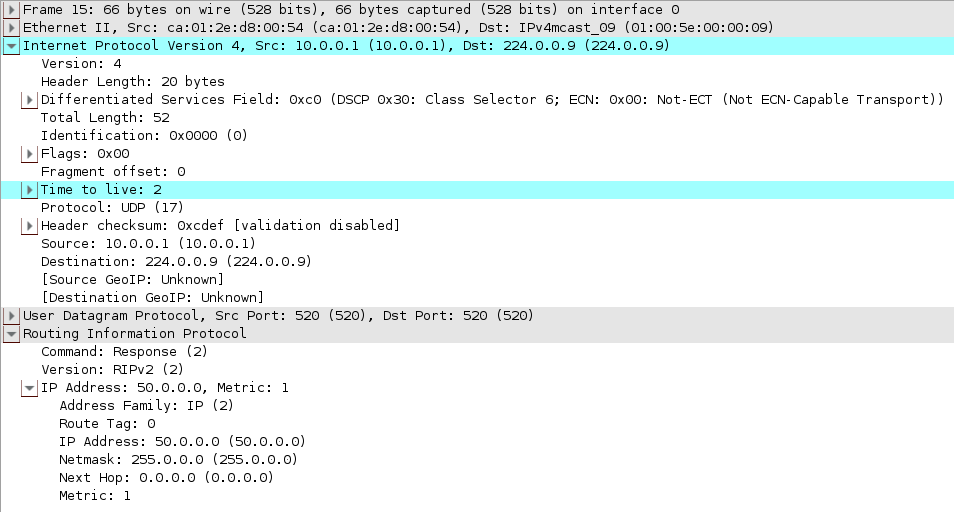 Frame 15: 66 bytes on wire (528 bits), 66 bytes captured (528 bits) on interface 0
Ethernet II, Src: ca:01:2e:d8:00:54 (ca:01:2e:d8:00:54), Dst: IPv4mcast_09 (01:00:5e:00:00:09)
Internet Protocol Version 4, Src: 10.0.0.1 (10.0.0.1), Dst: 224.0.0.9 (224.0.0.9)
Version: 4
Header Length: 20 bytes
Differentiated Services Field: 0xc0 (DSCP 0x30: Class Selector 6; ECN: 0x00: Not-ECT (Not ECN-Capable Transport))
Total Length: 52
Identification: 0x0000 (0)
Flags: 0x00
Fragment offset: 0
Time to live: 2
Protocol: UDP (17)
Header checksum: 0xcdef [validation disabled]
Source: 10.0.0.1 (10.0.0.1)
Destination: 224.0.0.9 (224.0.0.9)
[Source GeoIP: Unknown]
[Destination GeoIP: Unknown]
User Datagram Protocol, Src Port: 520 (520), Dst Port: 520 (520)
Routing Information Protocol
Command: Response (2)
Version: RIPv2 (2)
IP Address: 50.0.0.0, Metric: 1
Address Family: IP (2)
Route Tag: 0
IP Address: 50.0.0.0 (50.0.0.0)
Netmask: 255.0.0.0 (255.0.0.0)
Next Hop: 0.0.0.0 (0.0.0.0)
Metric: 1